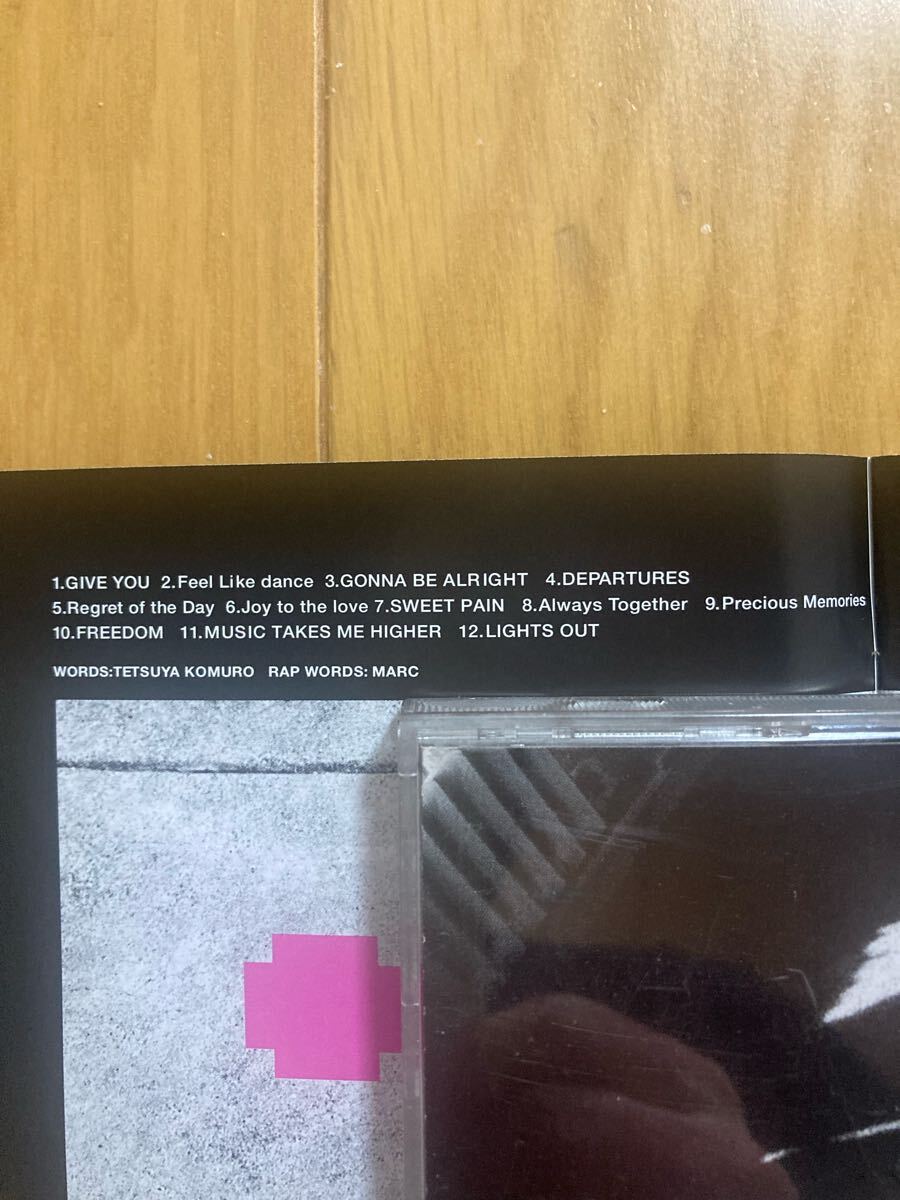 1.GIVE YOU 2.Feel Like dance 3.GONNA BE ALRIGHT 4.DEPARTURES
5.Regret of the Day 6.Joy to the love 7.SWEET PAIN 8.Always Together 9.Precious Memories
10.FREEDOM 11.MUSIC TAKES ME HIGHER 12.LIGHTS OUT
WORDS:TETSUYA KOMURO RAP WORDS: MARC